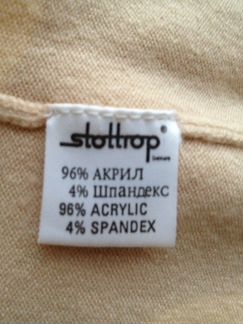 stottrop®
96% АКРИЛ
4% Шпандекс
96% ACRYLIC
4% SPANDEX